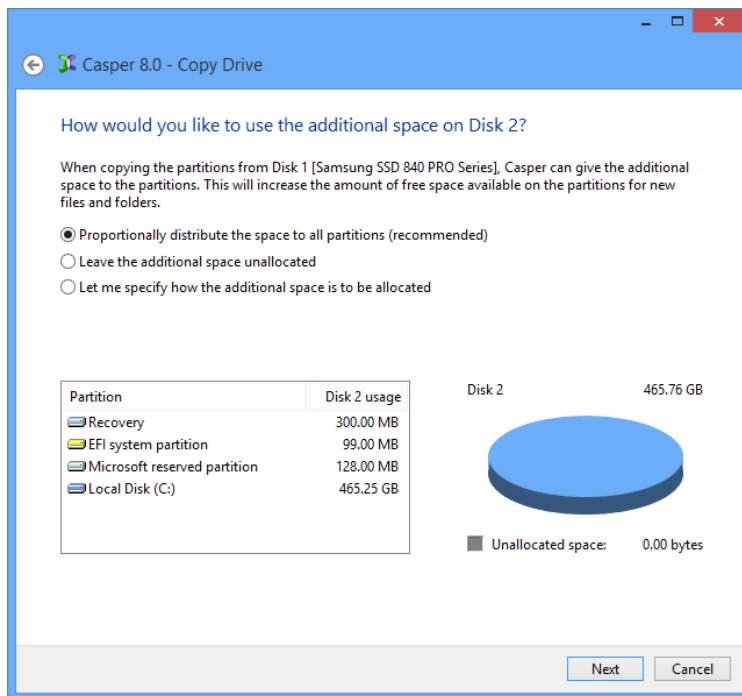 Casper 8.0 - Copy Drive
How would you like to use the additional space on Disk 2?
When copying the partitions from Disk 1 [Samsung SSD 840 PRO Series], Casper can give the additional
space to the partitions. This will increase the amount of free space available on the partitions for new
files and folders.
Proportionally distribute the space to all partitions (recommended)
Leave the additional space unallocated
Let me specify how the additional space is to be allocated
Partition Disk 2 usage
Recovery 300.00 MB
EFI system partition 99.00 MB
Microsoft reserved partition 128.00 MB
Local Disk (C:) 465.25 GB
Disk 2 465.76 GB
Unallocated space: 0.00 bytes
Next Cancel